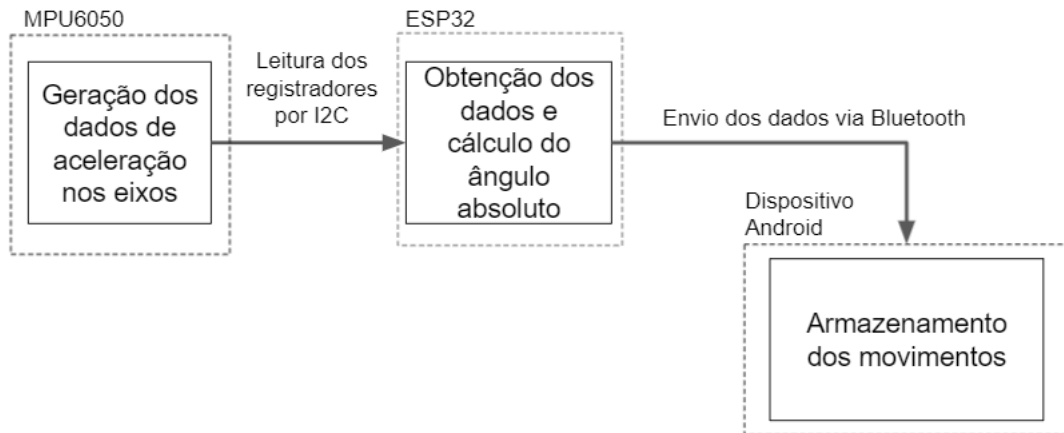 MPU6050
Geração dos
dados de
aceleração
nos eixos
Leitura dos
registradores
por I2C
ESP32
Obtenção dos
dados e
cálculo do
ângulo
absoluto
Envio dos dados via Bluetooth
Dispositivo
Android
Armazenamento
dos movimentos